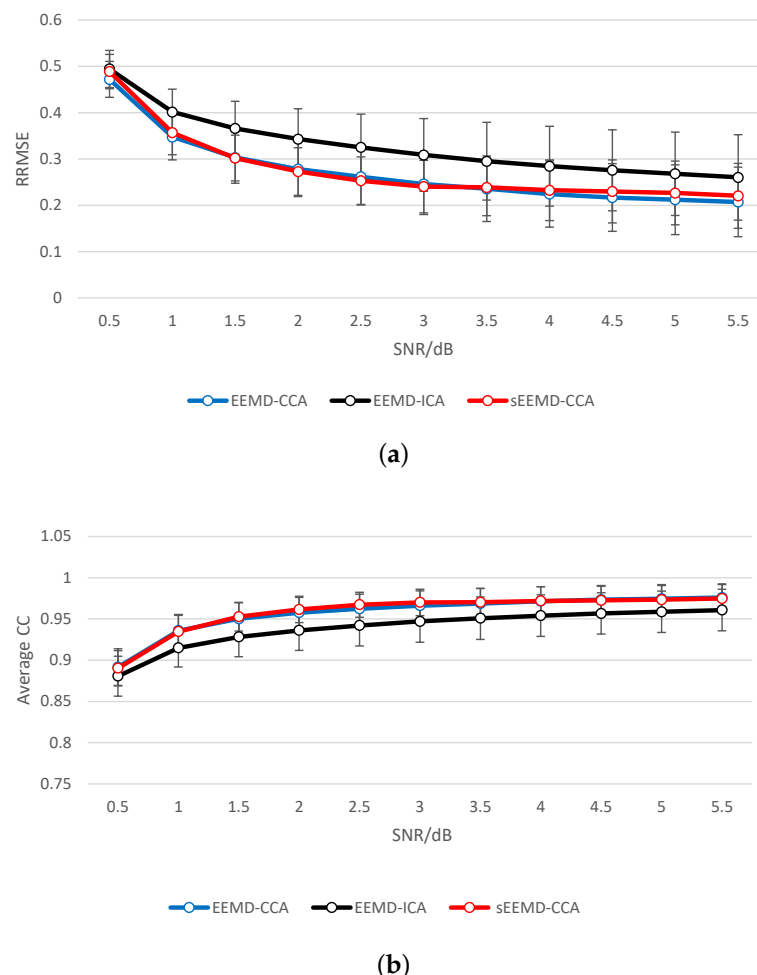 0.6
0.5
0.4
0.3
0.2
0.1
0
RRMSE
0.5 1 1.5 2 2.5 3 3.5 4 4.5 5 5.5
SNR/dB
EEMD-CCA EEMD-ICA sEEMD-CCA
(a)
1.05
1
0.95
0.9
0.85
0.8
0.75
Average CC
0.5 1 1.5 2 2.5 3 3.5 4 4.5 5 5.5
SNR/dB
EEMD-CCA EEMD-ICA sEEMD-CCA
(b)